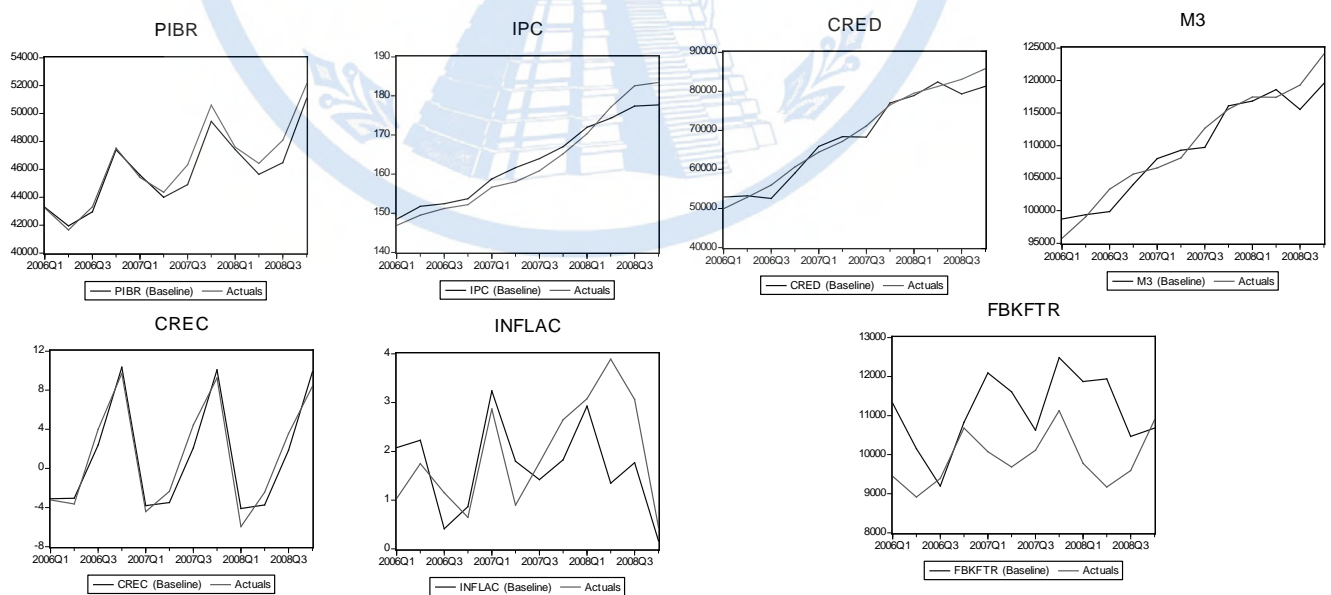 PIBR
54000
52000
50000
48000
46000
44000
42000
40000
2006Q1 2006Q3 2007Q1 2007Q3 2008Q1 2008Q3
PIBR (Baseline) Actuals
IPC
190
180
170
160
150
140
2006Q1 2006Q3 2007Q1 2007Q3 2008Q1 2008Q3
IPC (Baseline) Actuals
CRED
90000
80000
70000
60000
50000
40000
2006Q1 2006Q3 2007Q1 2007Q3 2008Q1 2008Q3
CRED (Baseline) Actuals
M3
125000
120000
115000
110000
105000
100000
95000
2006Q1 2006Q3 2007Q1 2007Q3 2008Q1 2008Q3
M3 (Baseline) Actuals
CREC
12
8
4
0
-4
-8
2006Q1 2006Q3 2007Q1 2007Q3 2008Q1 2008Q3
CREC (Baseline) Actuals
INFLAC
4
3
2
1
0
2006Q1 2006Q3 2007Q1 2007Q3 2008Q1 2008Q3
INFLAC (Baseline) Actuals
FBKFTR
13000
12000
11000
10000
9000
8000
2006Q1 2006Q3 2007Q1 2007Q3 2008Q1 2008Q3
FBKFTR (Baseline) Actuals